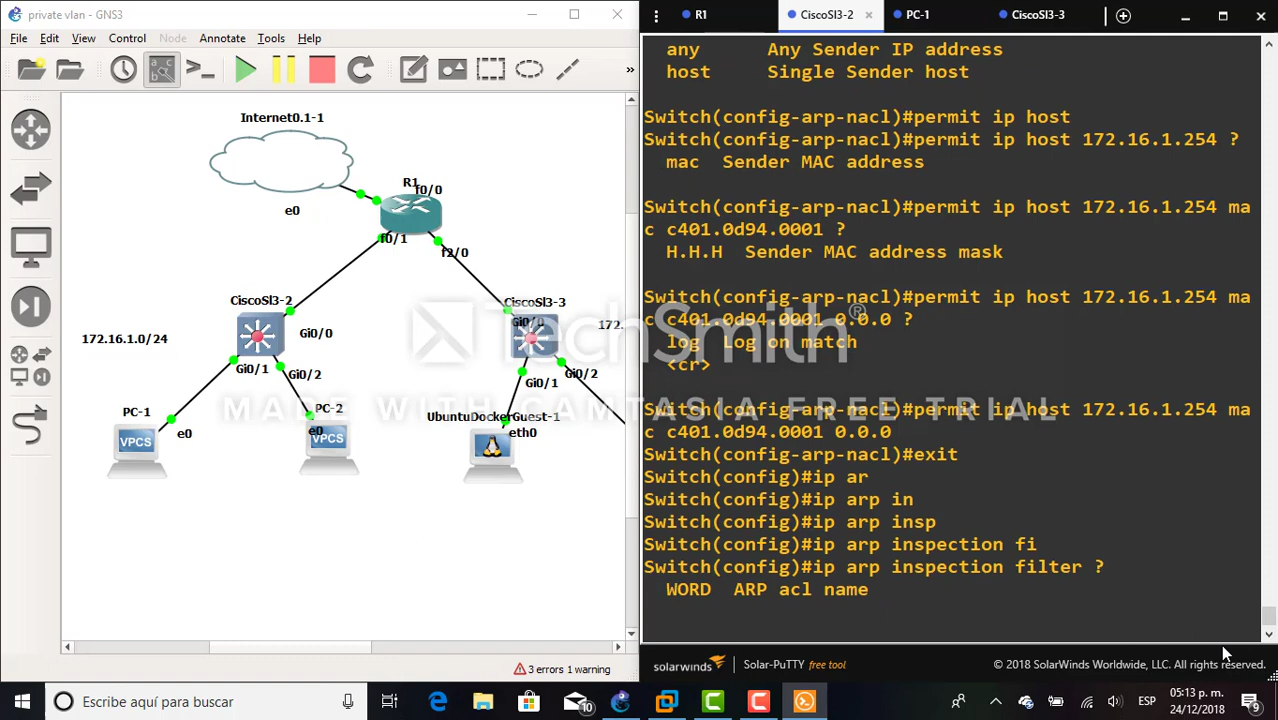 private vlan - GNS3
File Edit View Control Node Annotate Tools Help
Internet0.1-1
e0
R1
f0/0
f0/1
f2/0
CiscoSl3-2
Gi0/0
172.16.1.0/24
Gi0/1
Gi0/2
CiscoSl3-3
Gi0/0
172.
Gi0/1
Gi0/2
PC-1
e0
VPCS
PC-2
e0
VPCS
UbuntuDockerGuest-1
eth0
3 errors 1 warning
R1 CiscoSl3-2 PC-1 CiscoSl3-3
any Any Sender IP address
host Single Sender host
Switch(config-arp-nacl)#permit ip host
Switch(config-arp-nacl)#permit ip host 172.16.1.254 ?
mac Sender MAC address
Switch(config-arp-nacl)#permit ip host 172.16.1.254 ma
c c401.0d94.0001 ?
H.H.H Sender MAC address mask
Switch(config-arp-nacl)#permit ip host 172.16.1.254 ma
c c401.0d94.0001 0.0.0 ?
log Log on match
<cr>
Switch(config-arp-nacl)#permit ip host 172.16.1.254 ma
c c401.0d94.0001 0.0.0
Switch(config-arp-nacl)#exit
Switch(config)#ip ar
Switch(config)#ip arp in
Switch(config)#ip arp insp
Switch(config)#ip arp inspection fi
Switch(config)#ip arp inspection filter ?
WORD ARP acl name
TechSmith®
MADE WITH CAMTASIA FREE TRIAL
solarwinds Solar-PuTTY free tool © 2018 SolarWinds Worldwide, LLC. All rights reserved.
Escribe aquí para buscar
10
ESP
05:13 p. m.
24/12/2018
9